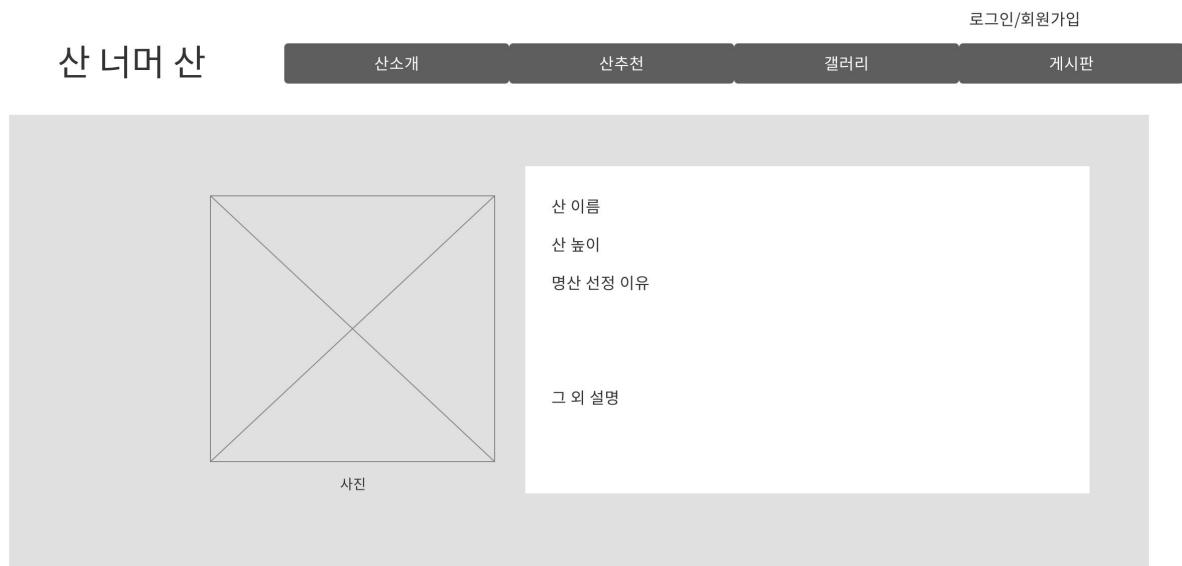 로그인/회원가입
산 너머 산
산소개
산추천
갤러리
게시판
산 이름
산 높이
명산 선정 이유
그 외 설명
사진